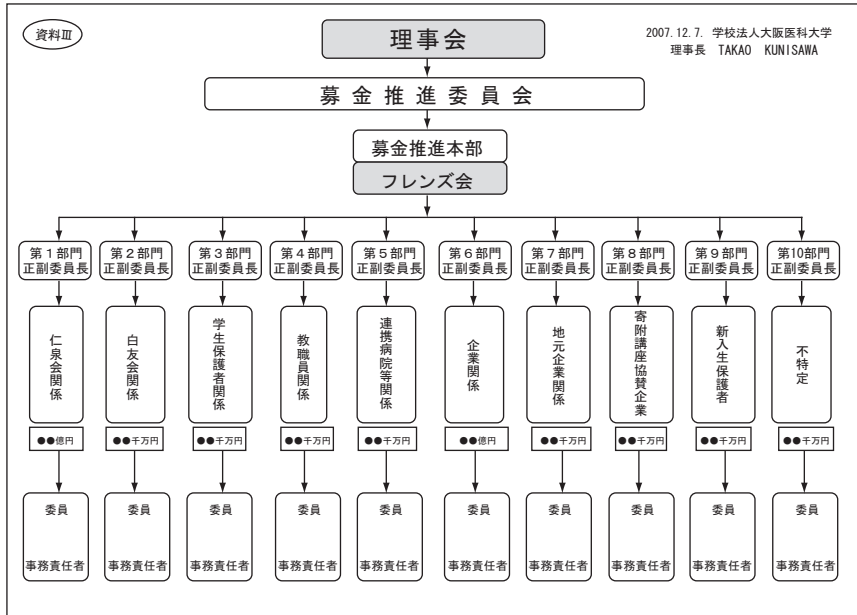 資料Ⅲ
2007.12.7. 学校法人大阪医科大学
理事長 TAKAO KUNISAWA
理事会
募金推進委員会
募金推進本部
フレンズ会
第1部門
正副委員長
第2部門
正副委員長
第3部門
正副委員長
第4部門
正副委員長
第5部門
正副委員長
第6部門
正副委員長
第7部門
正副委員長
第8部門
正副委員長
第9部門
正副委員長
第10部門
正副委員長
仁泉会関係
白友会関係
学生保護者関係
教職員関係
連携病院等関係
企業関係
地元企業関係
寄附講座協賛企業
新入生保護者
不特定
●●億円
●●千万円
●●千万円
●●千万円
●●千万円
●●億円
●●千万円
●●千万円
●●千万円
●●千万円
委員
事務責任者
委員
事務責任者
委員
事務責任者
委員
事務責任者
委員
事務責任者
委員
事務責任者
委員
事務責任者
委員
事務責任者
委員
事務責任者
委員
事務責任者